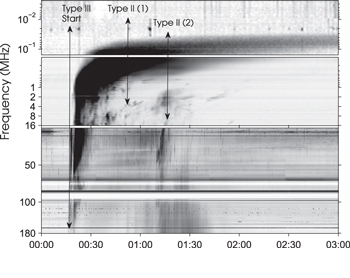 Type III
Start
Type II (1)
Type II (2)
Frequency (MHz)
10⁻²
10⁻¹
1
2
4
8
16
50
100
180
00:00 00:30 01:00 01:30 02:00 02:30 03:00